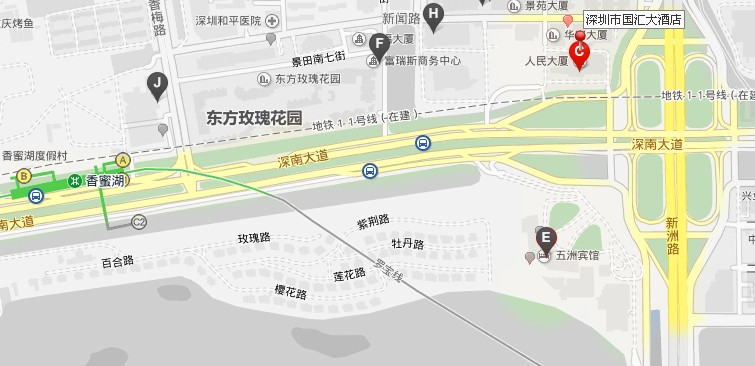 庆烤鱼
香梅路
深圳和平医院
新闻路
景苑大厦
深圳市国汇大酒店
H
F
大厦
华
大厦
C
景田南七街
富瑞斯商务中心
人民大厦
J
东方玫瑰花园
东方玫瑰花园
地铁11号线(在建)
地铁11号线(在建)
香蜜湖度假村
A
B
香蜜湖
深南大道
深南大道
南大道
C2
紫荆路
玫瑰路
牡丹路
百合路
莲花路
樱花路
罗宝线
E
五洲宾馆
新洲路